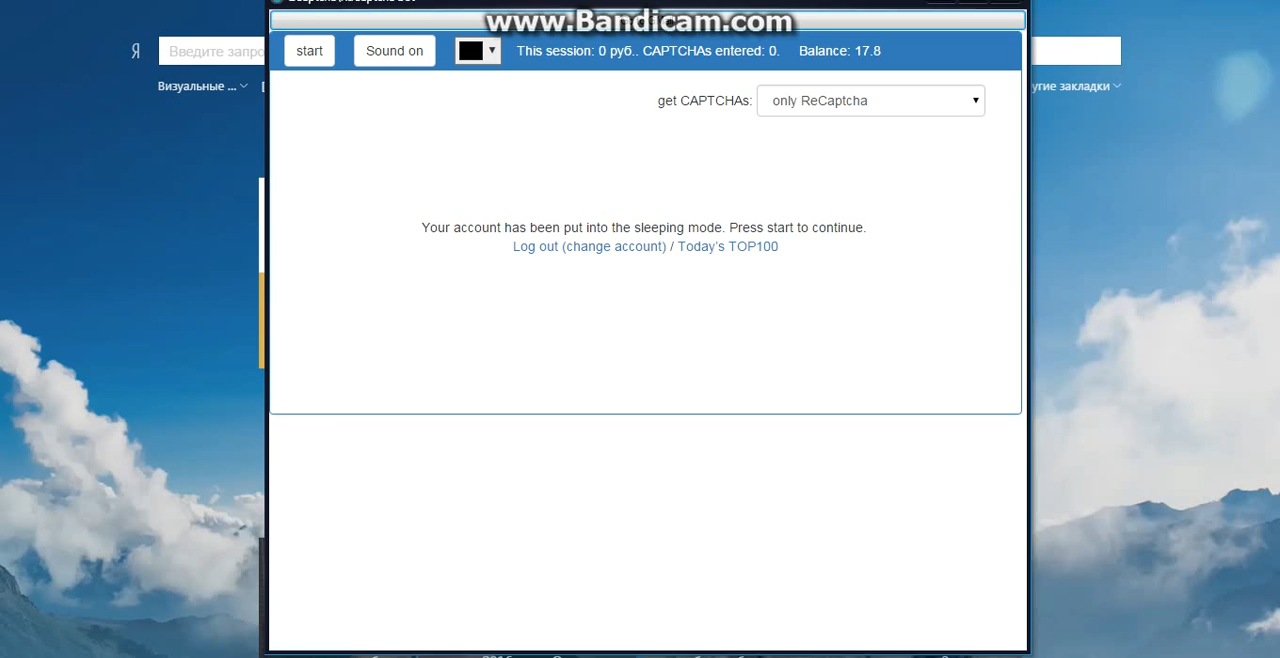 www.Bandicam.com
start
Sound on
This session: 0 руб.. CAPTCHAs entered: 0. Balance: 17.8
Я
Введите запро
Визуальные ...
угие закладки
get CAPTCHAs: only ReCaptcha
Your account has been put into the sleeping mode. Press start to continue.
Log out (change account) / Today's TOP100